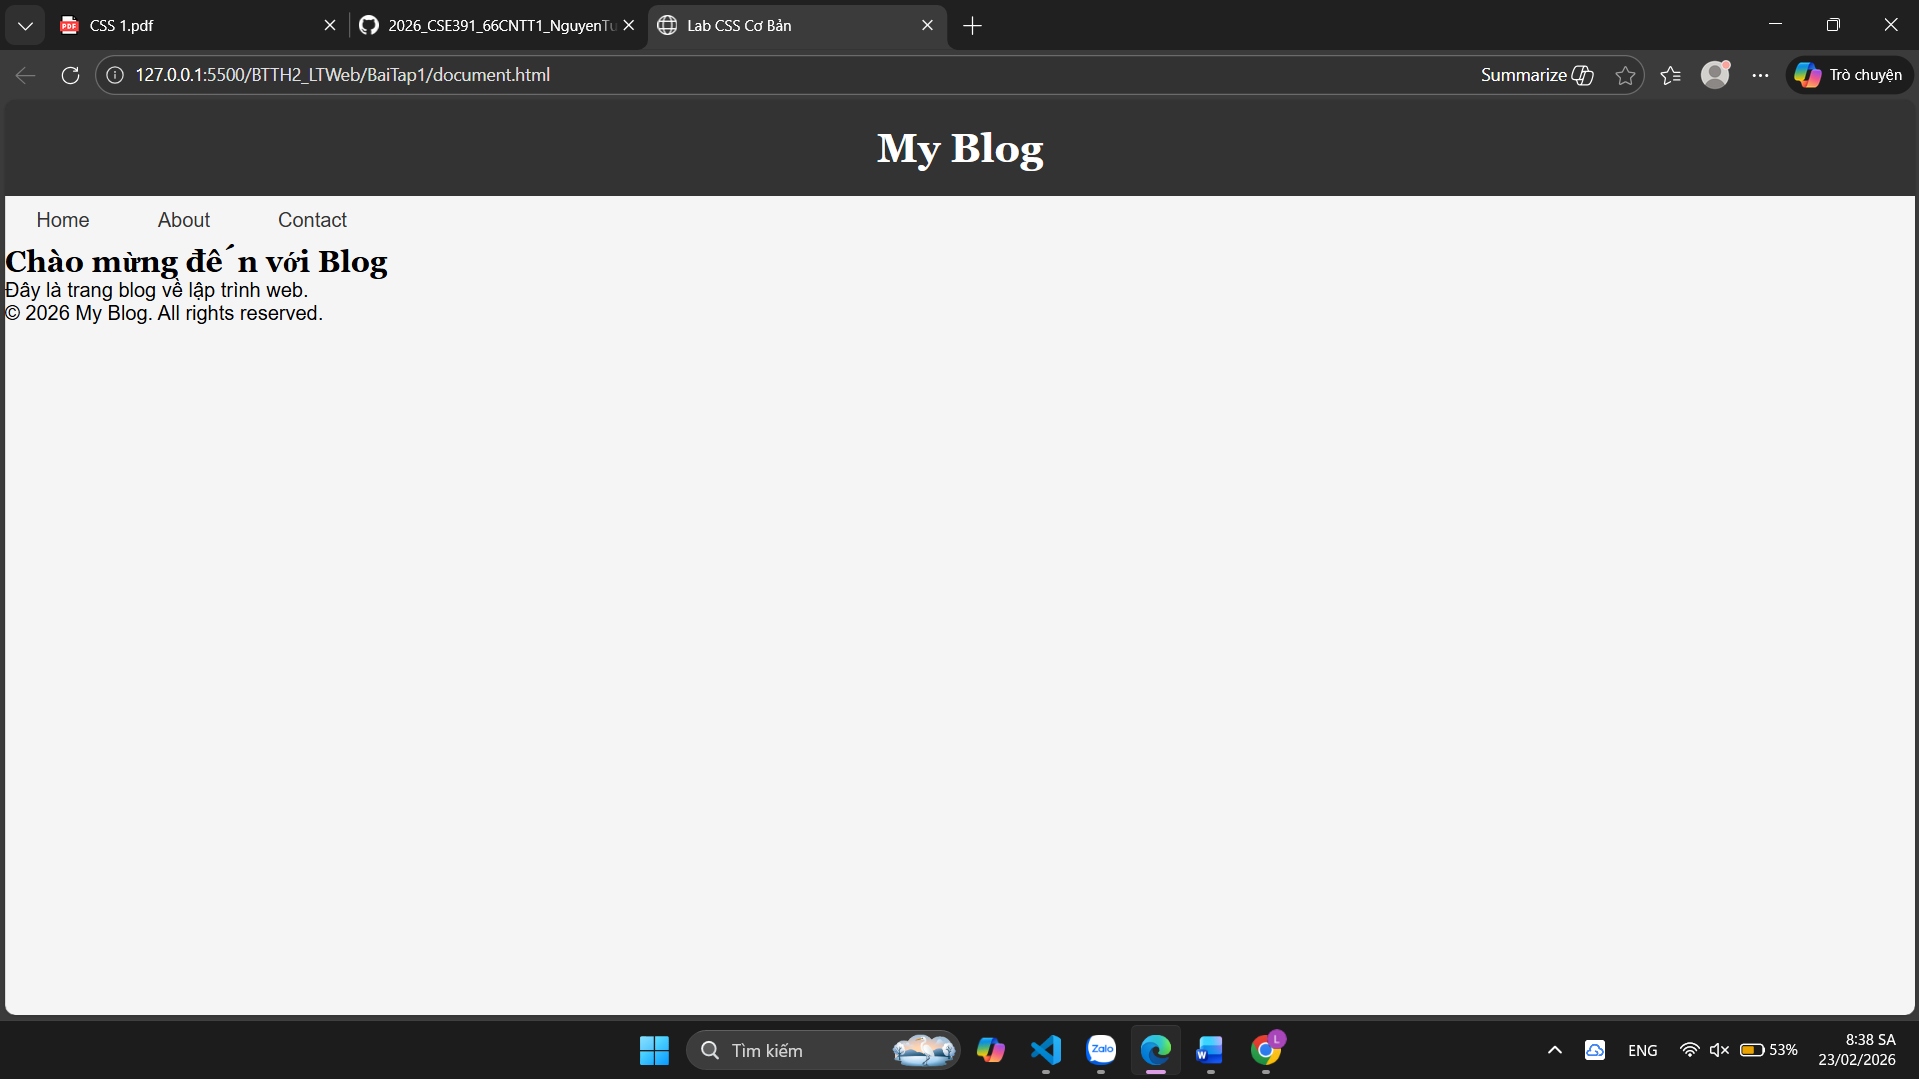 CSS 1.pdf
2026_CSE391_66CNTT1_NguyenTu
Lab CSS Cơ Bản
127.0.0.1:5500/BTTH2_LTWeb/BaiTap1/document.html
Summarize
Trò chuyện
My Blog
Home About Contact
Chào mừng đến với Blog
Đây là trang blog về lập trình web.
© 2026 My Blog. All rights reserved.
Tìm kiếm
Zalo
W
L
ENG
53%
8:38 SA
23/02/2026